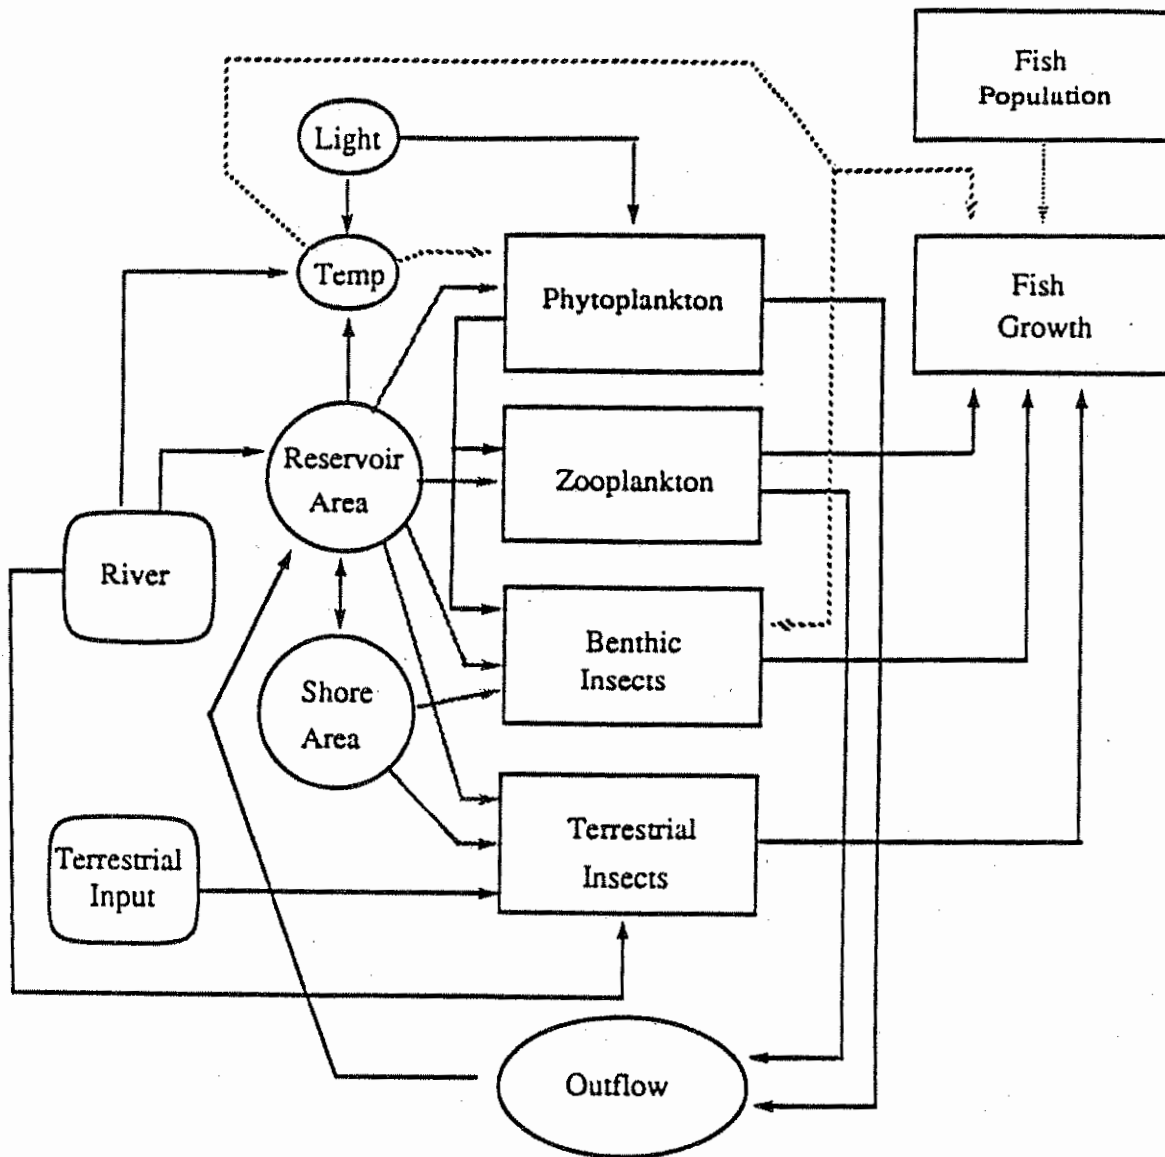 Fish
Population
Light
Temp
Phytoplankton
Fish
Growth
Reservoir
Area
Zooplankton
River
Benthic
Insects
Shore
Area
Terrestrial
Insects
Terrestrial
Input
Outflow